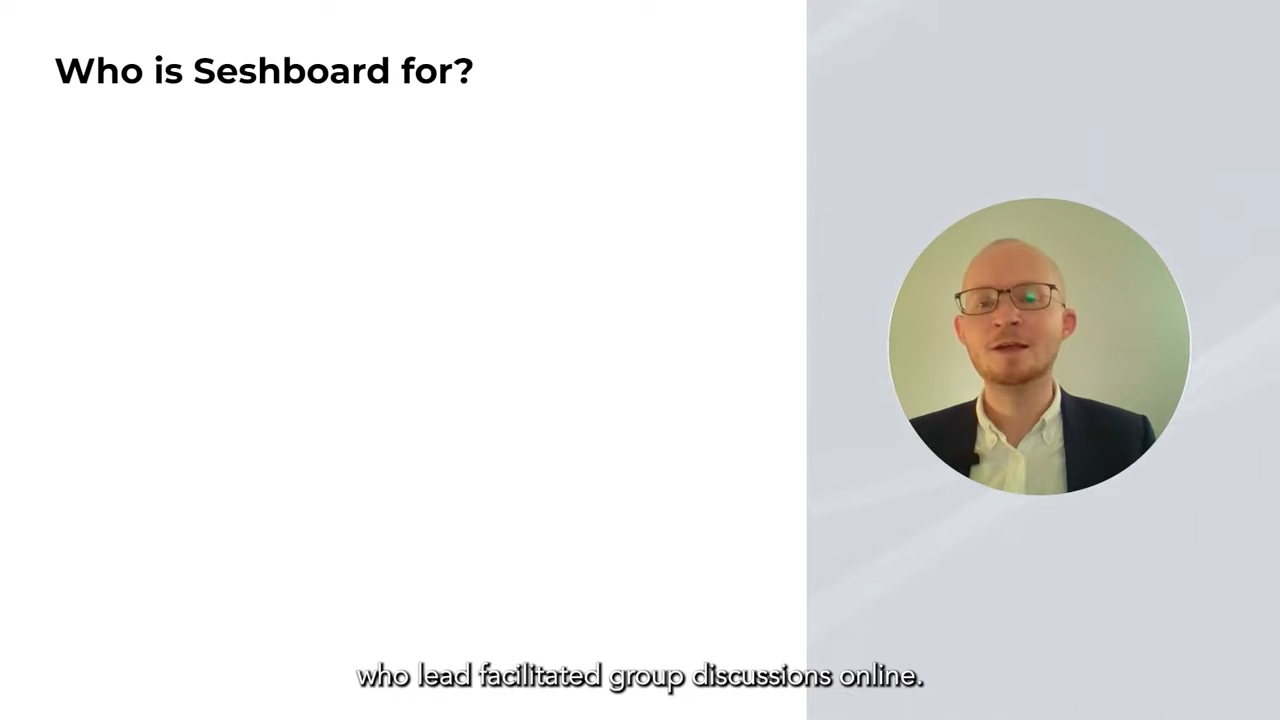 Who is Seshboard for?
who lead facilitated group discussions online.